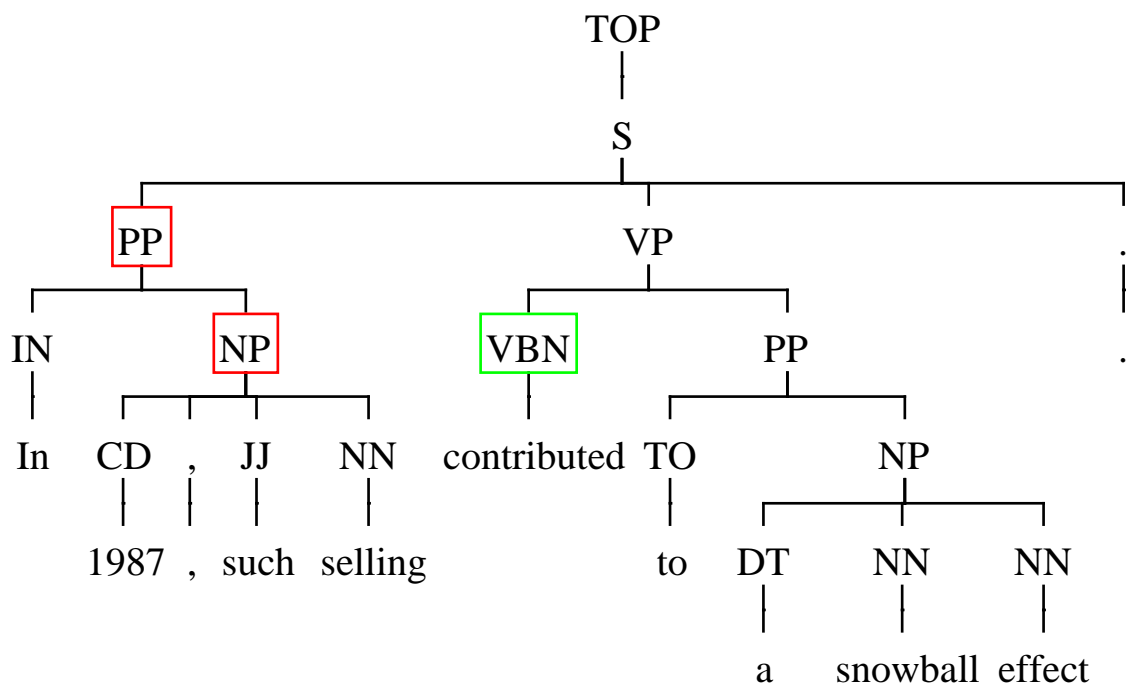 TOP
S
PP VP .
IN NP VBN PP .
In CD , JJ NN contributed TO NP
1987 , such selling to DT NN NN
a snowball effect